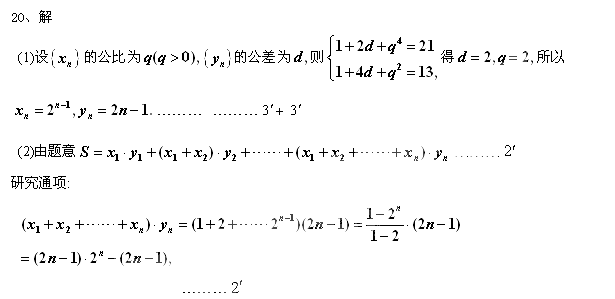 20、解
(1)设{xₙ}的公比为q(q>0),{yₙ}的公差为d,则{1+2d+q⁴=21 1+4d+q²=13, 得d=2,q=2,所以
xₙ=2ⁿ⁻¹,yₙ=2n−1.……… ………3′+3′
(2)由题意S=x₁·y₁+(x₁+x₂)·y₂+⋯⋯+(x₁+x₂+⋯⋯+xₙ)·yₙ ………2′
研究通项:
(x₁+x₂+⋯⋯+xₙ)·yₙ=(1+2+⋯⋯2ⁿ⁻¹)(2n−1)=(1−2ⁿ)/(1−2)·(2n−1)
=(2n−1)·2ⁿ−(2n−1),
………2′